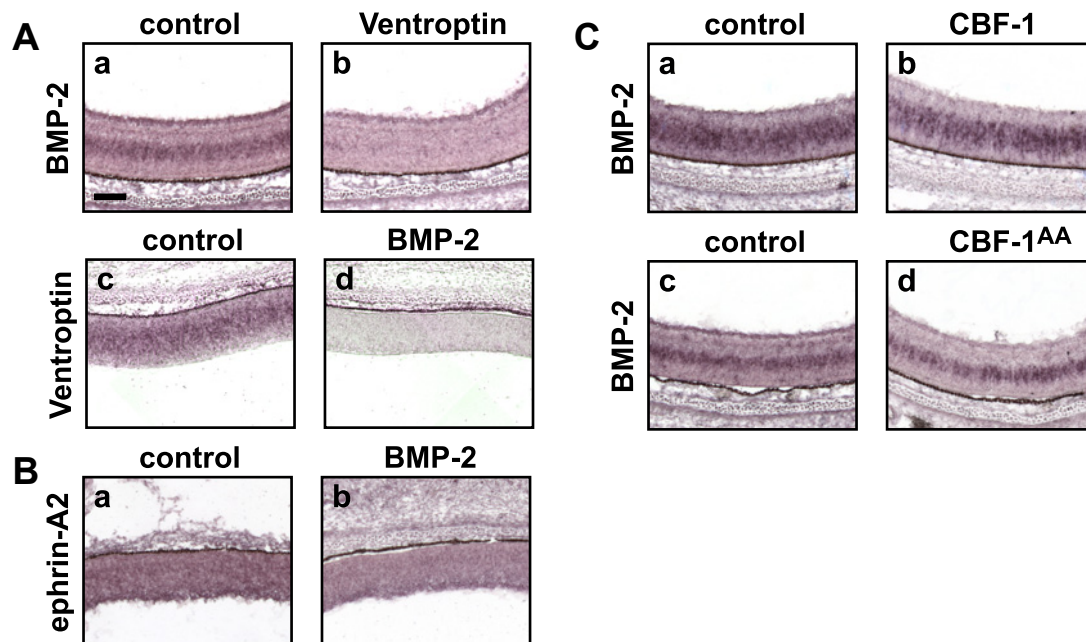 A
control
Ventroptin
BMP-2
a
b
control
BMP-2
Ventroptin
c
d
B
control
BMP-2
ephrin-A2
a
b
C
control
CBF-1
BMP-2
a
b
control
CBF-1AA
BMP-2
c
d